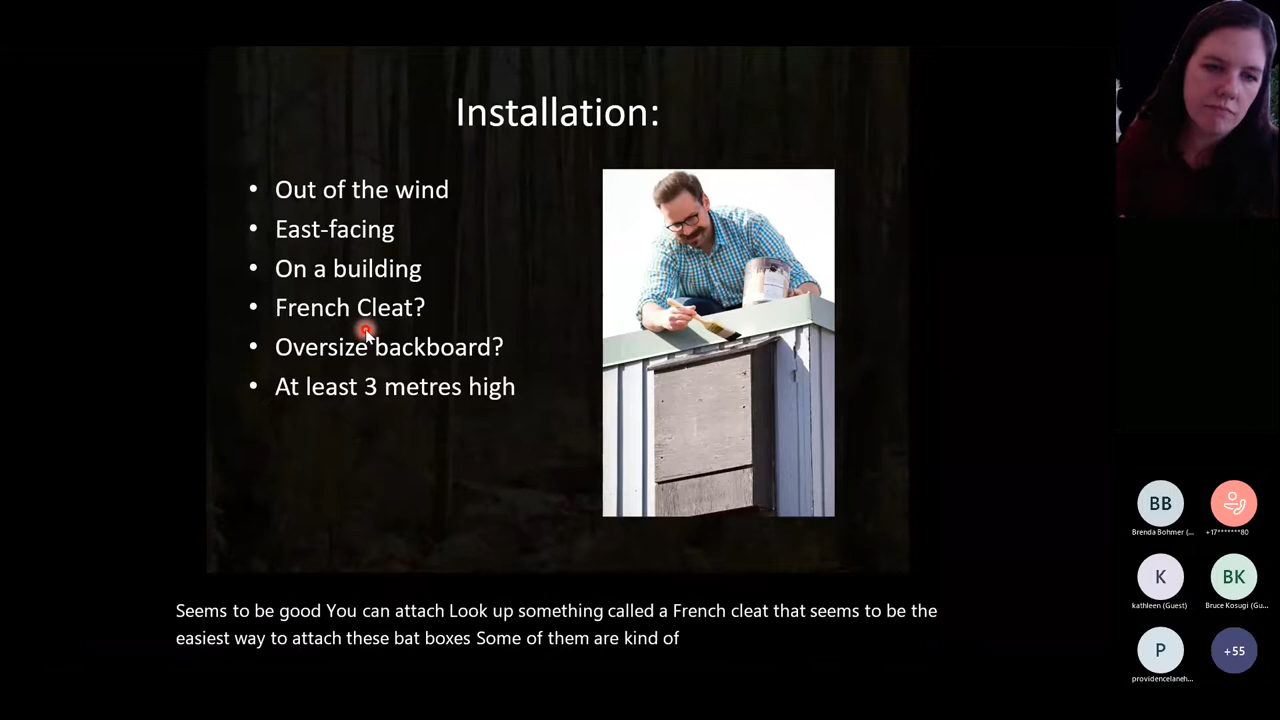 Installation:
• Out of the wind
• East-facing
• On a building
• French Cleat?
• Oversize backboard?
• At least 3 metres high
Seems to be good You can attach Look up something called a French cleat that seems to be the
easiest way to attach these bat boxes Some of them are kind of
BB
Brenda Bohmer (...
+17*******80
K
kathleen (Guest)
BK
Bruce Kosugi (Gu...
P
providencelaneh...
+55